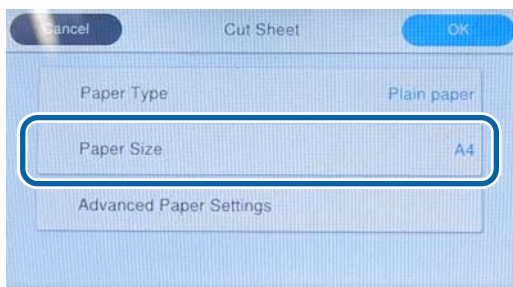 Cancel Cut Sheet OK
Paper Type Plain paper
Paper Size A4
Advanced Paper Settings